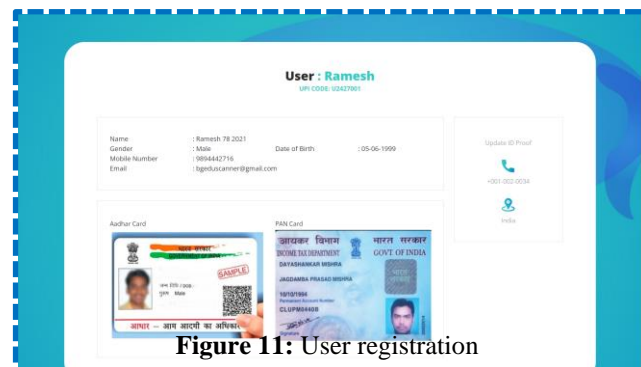 User : Ramesh
UPI CODE: U2427001
Name : Ramesh 78 2021
Gender : Male Date of Birth : 05-06-1999
Mobile Number : 9894442716
Email : bgeduscanner@gmail.com
Update ID Proof
+001-002-0034
India
Aadhar Card PAN Card
भारत सरकार
SAMPLE
पुरुष Male
आधार – आम आदमी का अधिकार
आयकर विभाग भारत सरकार
INCOME TAX DEPARTMENT GOVT OF INDIA
DAYASHANKAR MISHRA
JAGDAMBA PRASAD MISHRA
10/10/1964
Permanent Account Number
Signature
Figure 11: User registration